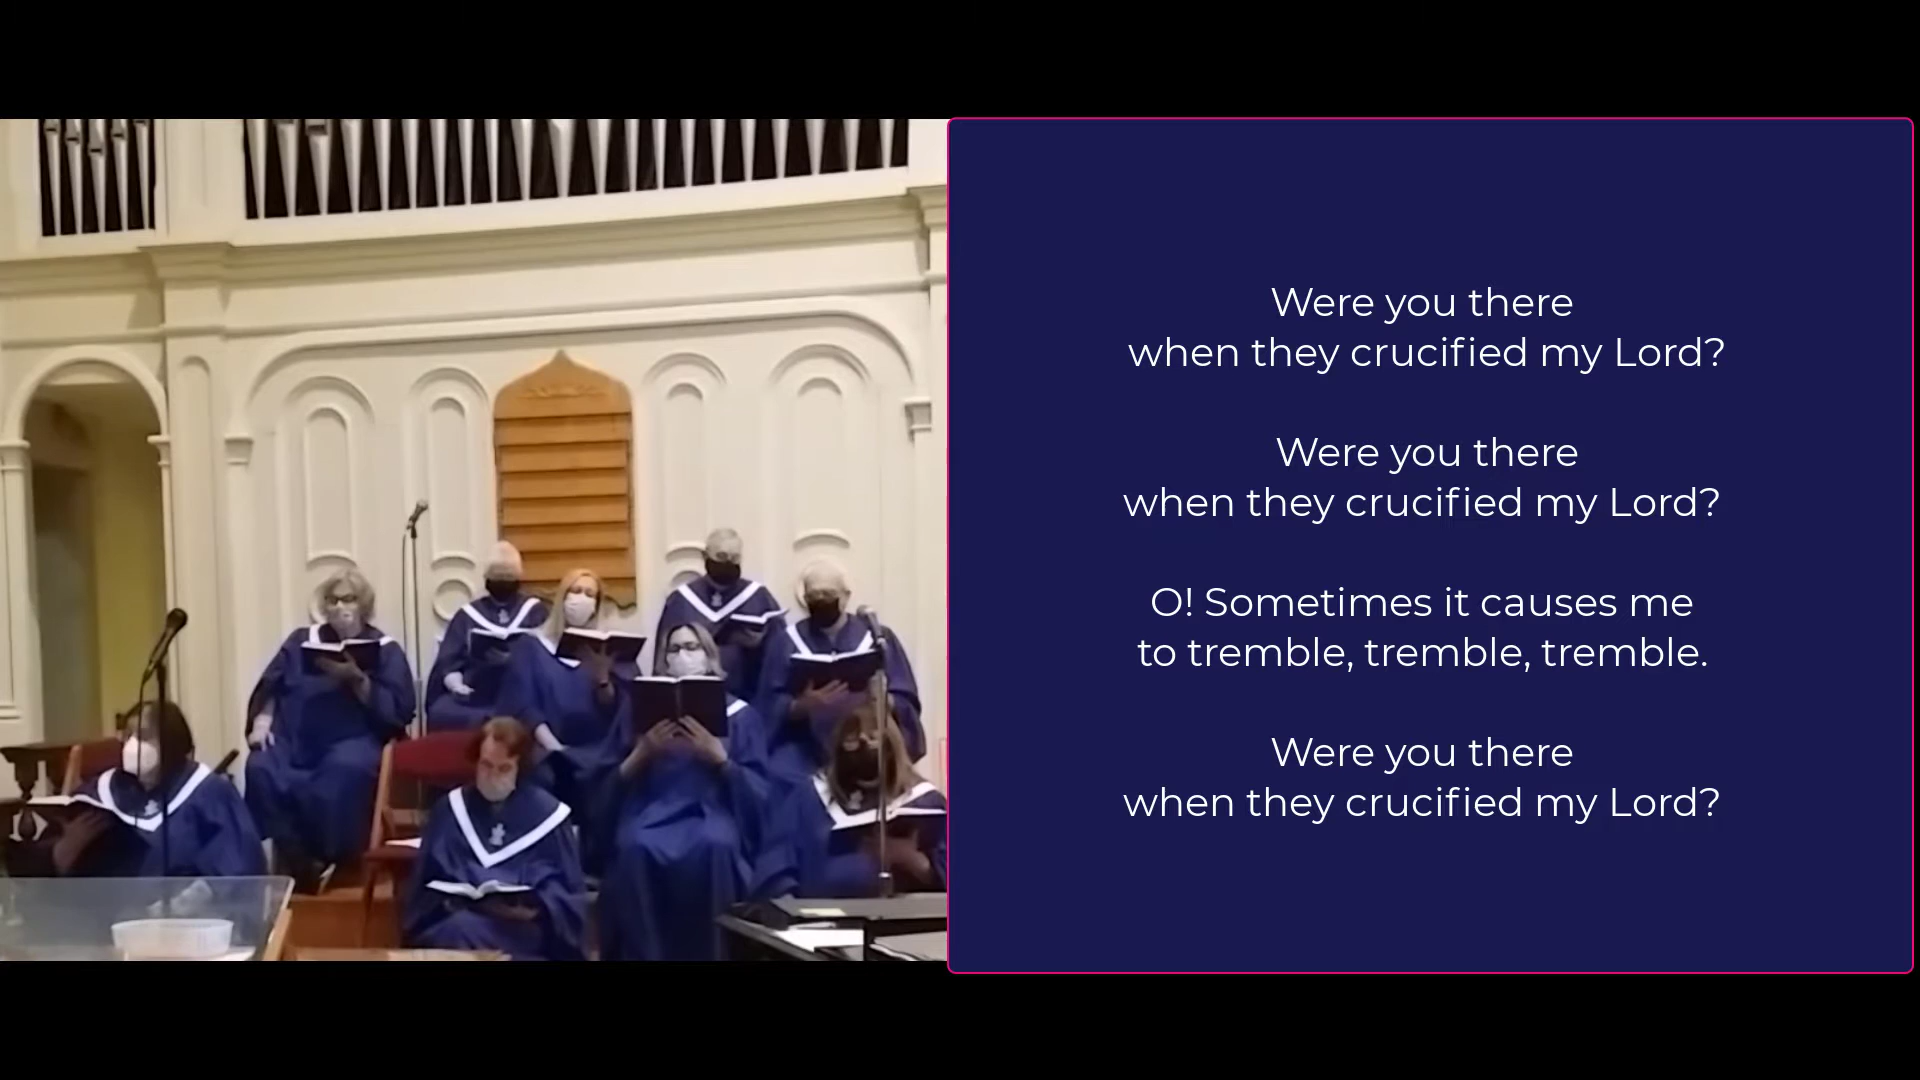 Were you there
when they crucified my Lord?
Were you there
when they crucified my Lord?
O! Sometimes it causes me
to tremble, tremble, tremble.
Were you there
when they crucified my Lord?